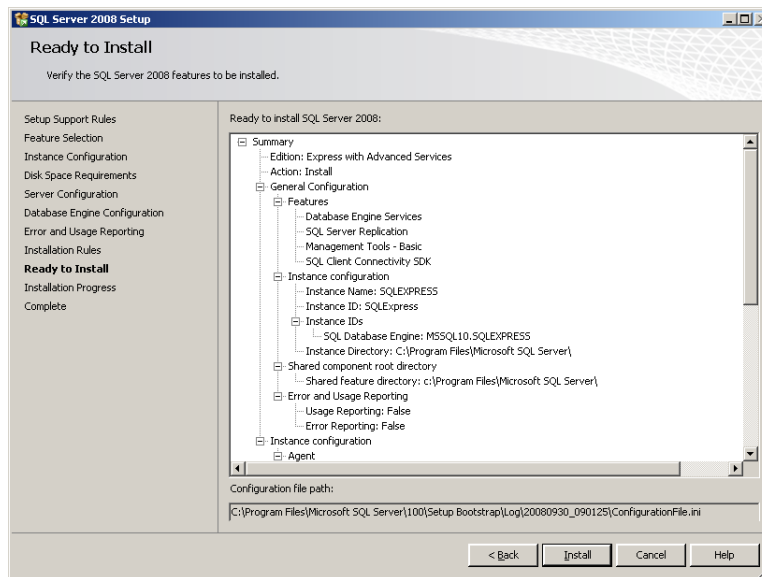 SQL Server 2008 Setup
Ready to Install
Verify the SQL Server 2008 features to be installed.
Setup Support Rules
Feature Selection
Instance Configuration
Disk Space Requirements
Server Configuration
Database Engine Configuration
Error and Usage Reporting
Installation Rules
Ready to Install
Installation Progress
Complete
Ready to install SQL Server 2008:
Summary
Edition: Express with Advanced Services
Action: Install
General Configuration
Features
Database Engine Services
SQL Server Replication
Management Tools - Basic
SQL Client Connectivity SDK
Instance configuration
Instance Name: SQLEXPRESS
Instance ID: SQLExpress
Instance IDs
SQL Database Engine: MSSQL10.SQLEXPRESS
Instance Directory: C:\Program Files\Microsoft SQL Server\
Shared component root directory
Shared feature directory: c:\Program Files\Microsoft SQL Server\
Error and Usage Reporting
Usage Reporting: False
Error Reporting: False
Instance configuration
Agent
Configuration file path:
C:\Program Files\Microsoft SQL Server\100\Setup Bootstrap\Log\20080930_090125\ConfigurationFile.ini
< Back Install Cancel Help